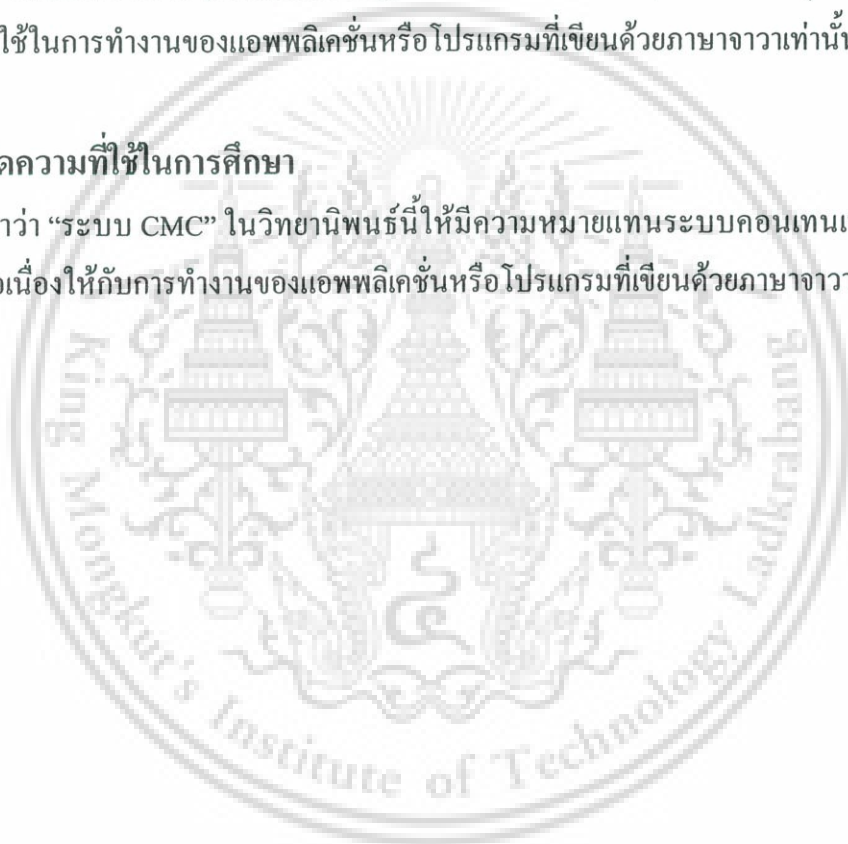 ใช้ในการทำงานของแอพพลิเคชั่นหรือโปรแกรมที่เขียนด้วยภาษาจาวาเท่านั้น
ดความที่ใช้ในการศึกษา
าว่า “ระบบ CMC” ในวิทยานิพนธ์นี้ให้มีความหมายแทนระบบคอนเทนเ
อเนื่องให้กับการทำงานของแอพพลิเคชั่นหรือโปรแกรมที่เขียนด้วยภาษาจาวา
King Mongkut's Institute of Technology Ladkrabang